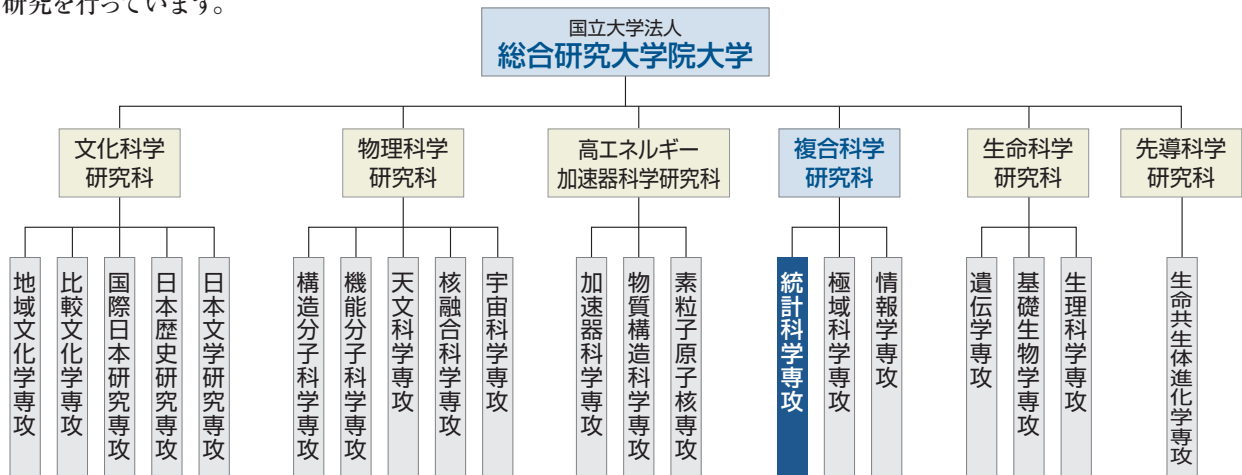 研究を行っています。
国立大学法人
総合研究大学院大学
文化科学
研究科
物理科学
研究科
高エネルギー
加速器科学研究科
複合科学
研究科
生命科学
研究科
先導科学
研究科
地域文化学専攻
比較文化学専攻
国際日本研究専攻
日本歴史研究専攻
日本文学研究専攻
構造分子科学専攻
機能分子科学専攻
天文科学専攻
核融合科学専攻
宇宙科学専攻
加速器科学専攻
物質構造科学専攻
素粒子原子核専攻
統計科学専攻
極域科学専攻
情報学専攻
遺伝学専攻
基礎生物学専攻
生理科学専攻
生命共生体進化学専攻